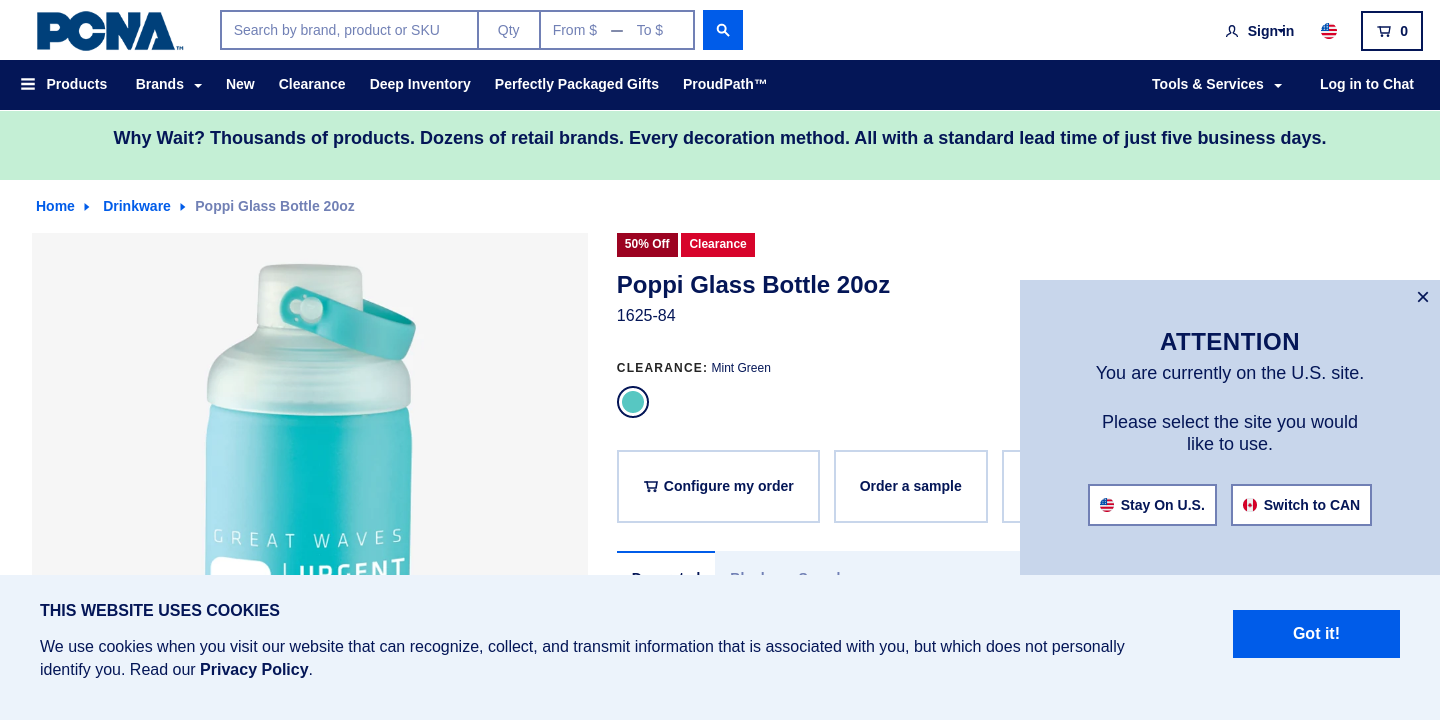 PCNA™
Search by brand, product or SKU
Qty
From $ — To $
Sign in
0
Products
Brands
New
Clearance
Deep Inventory
Perfectly Packaged Gifts
ProudPath™
Tools & Services
Log in to Chat
Why Wait? Thousands of products. Dozens of retail brands. Every decoration method. All with a standard lead time of just five business days.
Home
Drinkware
Poppi Glass Bottle 20oz
50% Off
Clearance
Poppi Glass Bottle 20oz
1625-84
CLEARANCE: Mint Green
Configure my order
Order a sample
GREAT WAVES
URGENT
×
ATTENTION
You are currently on the U.S. site.
Please select the site you would
like to use.
Stay On U.S.
Switch to CAN
THIS WEBSITE USES COOKIES
We use cookies when you visit our website that can recognize, collect, and transmit information that is associated with you, but which does not personally
identify you. Read our Privacy Policy.
Got it!